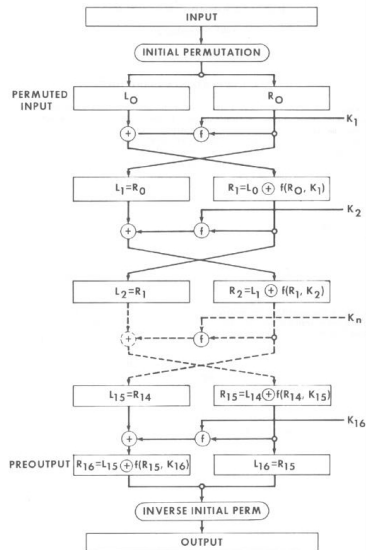 INPUT
INITIAL PERMUTATION
PERMUTED INPUT
L0
R0
K1
+
f
L1=R0
R1=L0 ⊕ f(R0, K1)
K2
+
f
L2=R1
R2=L1 ⊕ f(R1, K2)
Kn
+
f
L15=R14
R15=L14 ⊕ f(R14, K15)
K16
+
f
PREOUTPUT
R16=L15 ⊕ f(R15, K16)
L16=R15
INVERSE INITIAL PERM
OUTPUT